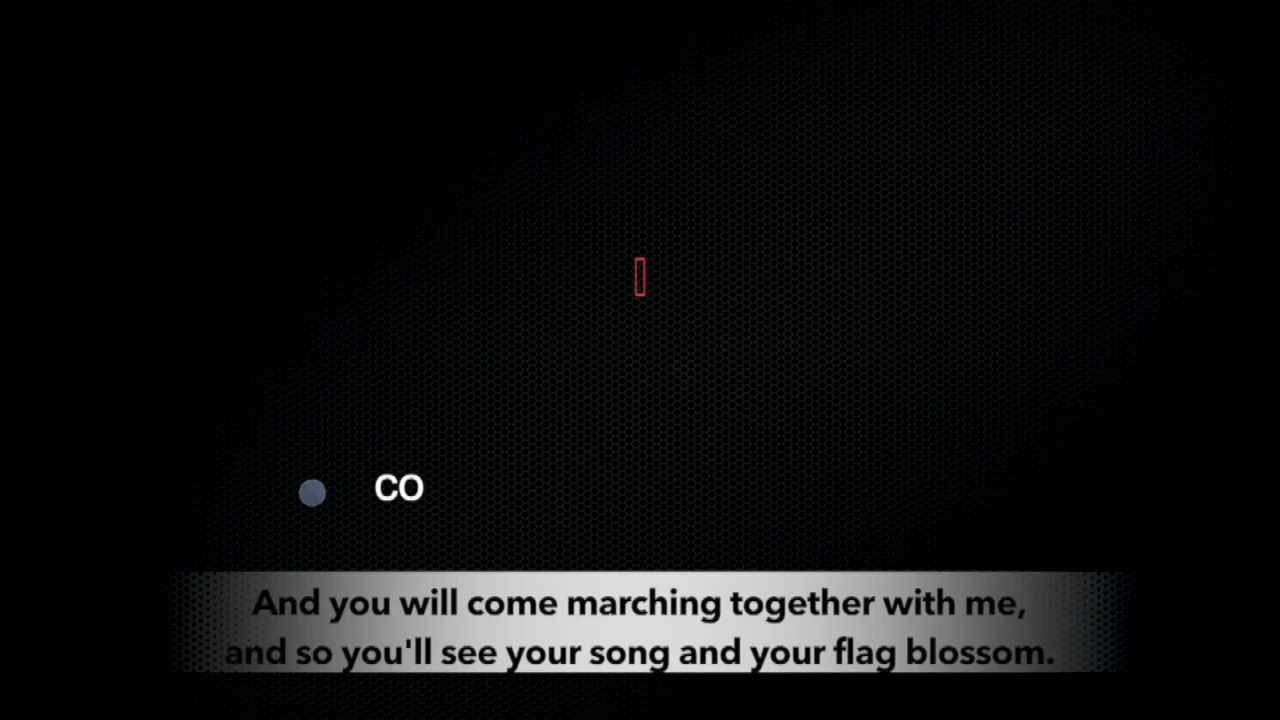 CO
And you will come marching together with me,
and so you'll see your song and your flag blossom.